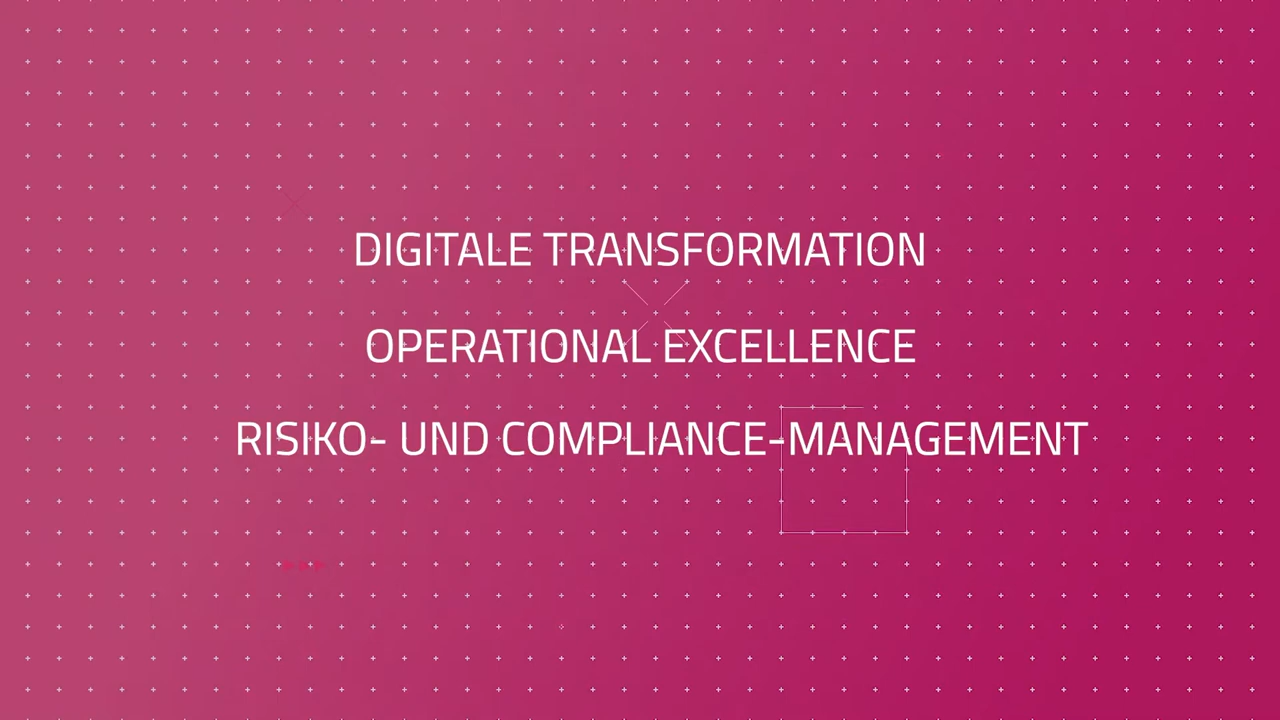 DIGITALE TRANSFORMATION
OPERATIONAL EXCELLENCE
RISIKO- UND COMPLIANCE-MANAGEMENT